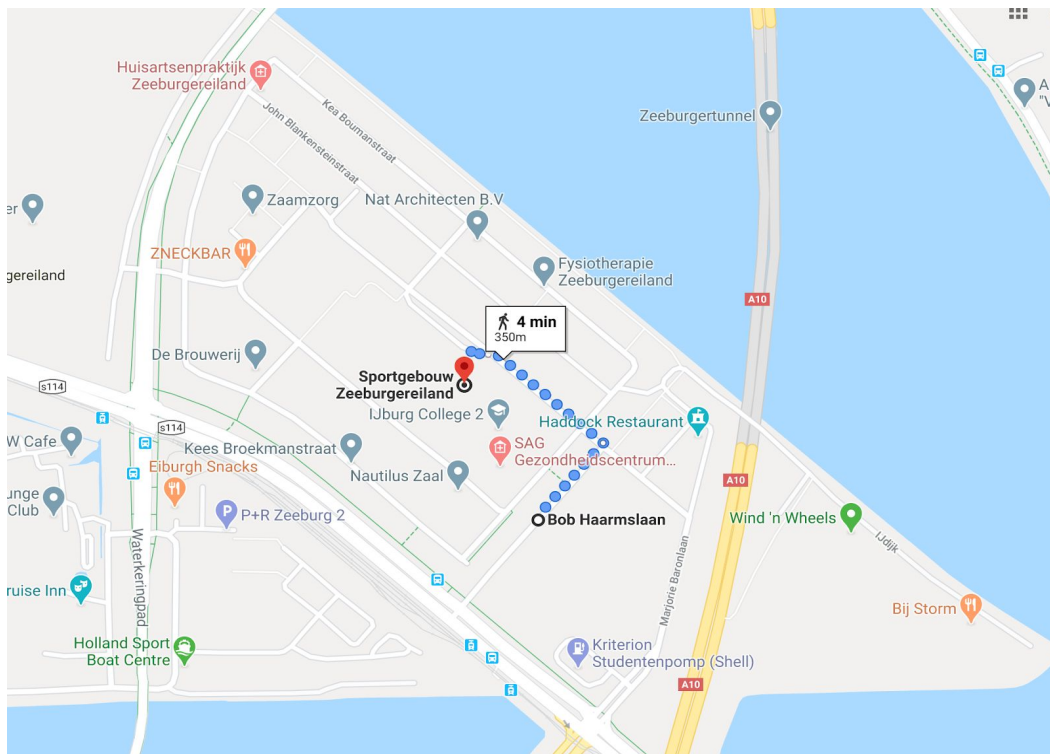 Huisartsenpraktijk
Zeeburgereiland
Kea Boumanstraat
John Blankensteinstraat
Zeeburgertunnel
A
"V
Zaamzorg
Nat Architecten B.V
er
ZNECKBAR
gereiland
Fysiotherapie
Zeeburgereiland
A10
4 min
350m
De Brouwerij
Sportgebouw
Zeeburgereiland
s114
IJburg College 2
Haddock Restaurant
s114
W Cafe
Kees Broekmanstraat
SAG
Gezondheidscentrum...
Eiburgh Snacks
Nautilus Zaal
A10
unge
Club
P+R Zeeburg 2
Bob Haarmslaan
Wind 'n Wheels
IJdijk
Waterkeringpad
Marjorie Baronlaan
ruise Inn
Bij Storm
Holland Sport
Boat Centre
Kriterion
Studentenpomp (Shell)
A10